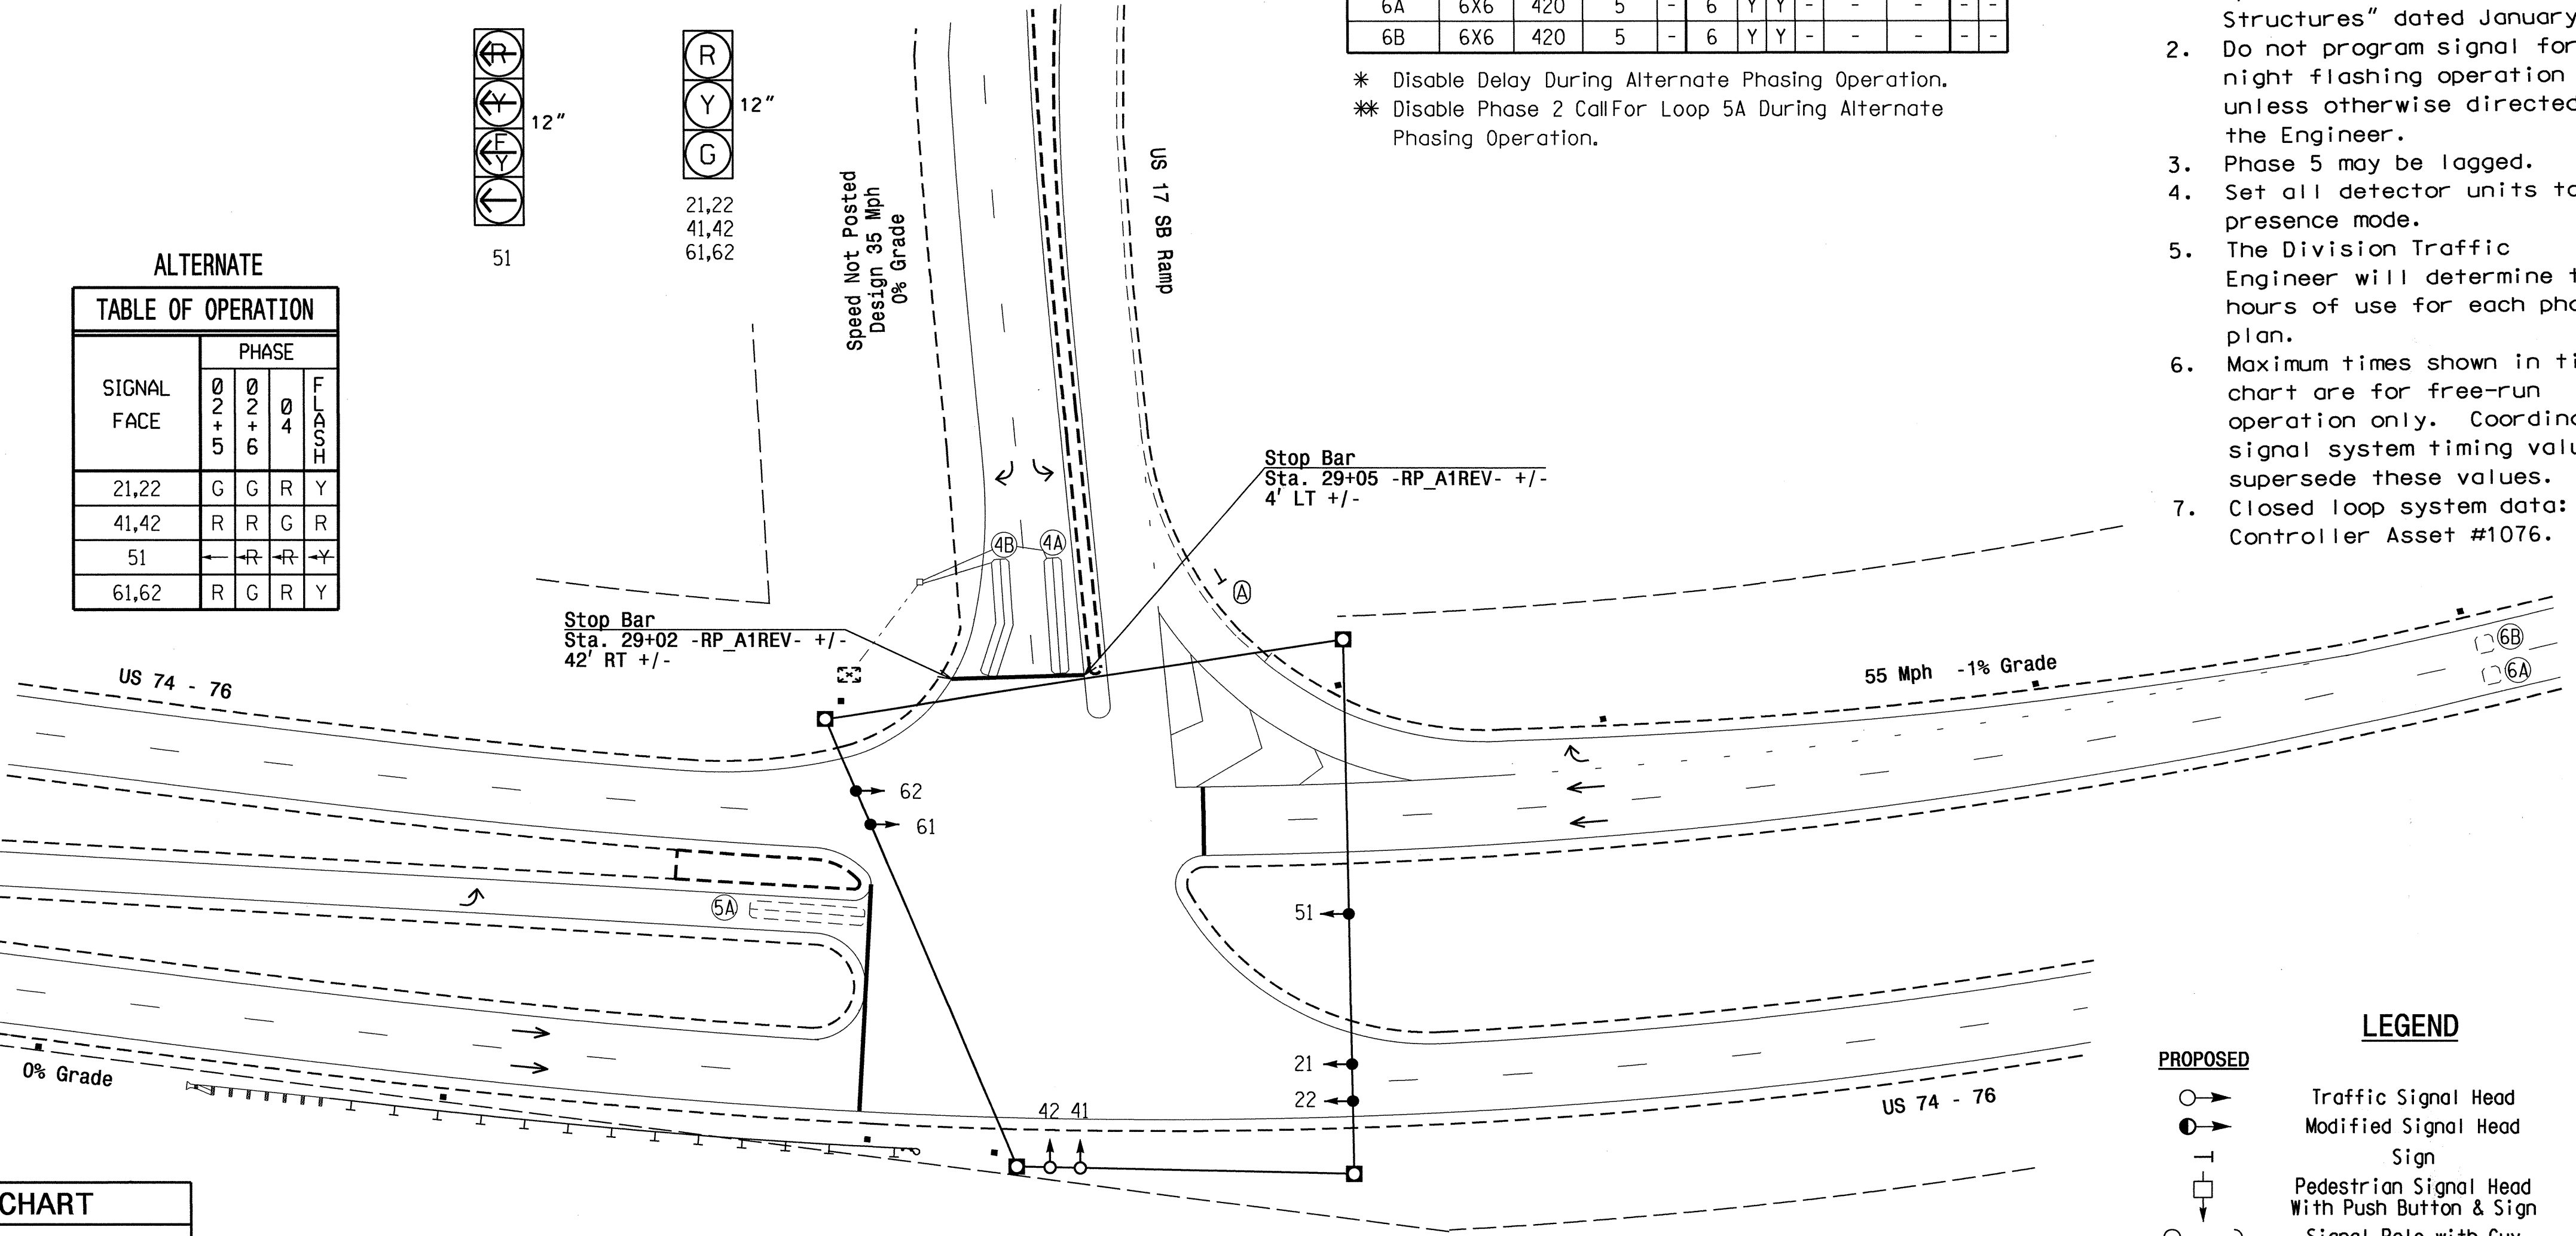 6A 6X6 420 5 - 6 Y Y - - - - -
6B 6X6 420 5 - 6 Y Y - - - - -
* Disable Delay During Alternate Phasing Operation.
** Disable Phase 2 Call For Loop 5A During Alternate
Phasing Operation.
Structures" dated January
2. Do not program signal for
night flashing operation
unless otherwise directed
the Engineer.
3. Phase 5 may be lagged.
4. Set all detector units to
presence mode.
5. The Division Traffic
Engineer will determine
hours of use for each
plan.
6. Maximum times shown in
chart are for free-run
operation only. 
signal system timing
supersede these values.
7. Closed loop system data:
Controller Asset #1076.
R
Y
F
Y
12"
51
R
Y
G
12"
21,22
41,42
61,62
ALTERNATE
TABLE OF OPERATION
SIGNAL
FACE
PHASE
Ø2+5 Ø2+6 Ø4 FLASH
21,22 G G R Y
41,42 R R G R
51 ← R R Y
61,62 R G R Y
Speed Not Posted
Design 35 Mph
0% Grade
US 17 SB Ramp
Stop Bar
Sta. 29+05 -RP_A1REV- +/-
4' LT +/-
4B 4A
A
Stop Bar
Sta. 29+02 -RP_A1REV- +/-
42' RT +/-
US 74 - 76
55 Mph -1% Grade
6B
6A
62
61
5A
51
21
22
42 41
0% Grade
US 74 - 76
CHART
LEGEND
PROPOSED
Traffic Signal Head
Modified Signal Head
Sign
Pedestrian Signal Head
With Push Button & Sign
Signal Pole with Guy